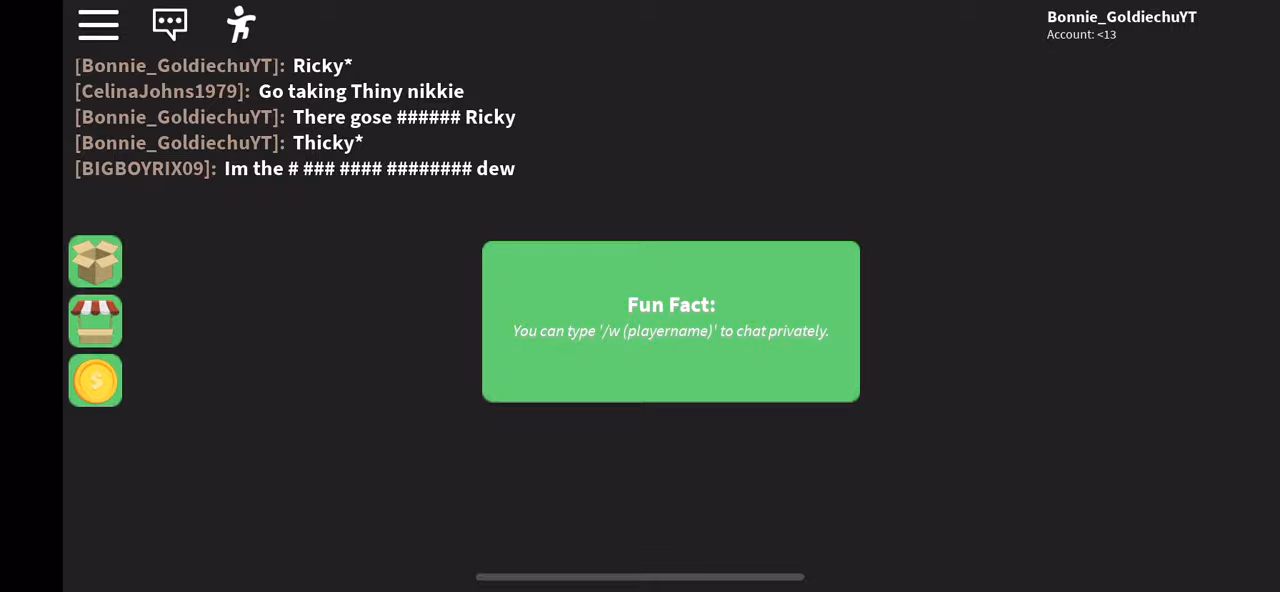 Bonnie_GoldiechuYT
Account: <13
[Bonnie_GoldiechuYT]: Ricky*
[CelinaJohns1979]: Go taking Thiny nikkie
[Bonnie_GoldiechuYT]: There gose ###### Ricky
[Bonnie_GoldiechuYT]: Thicky*
[BIGBOYRIX09]: Im the # ### #### ######## dew
Fun Fact:
You can type '/w (playername)' to chat privately.